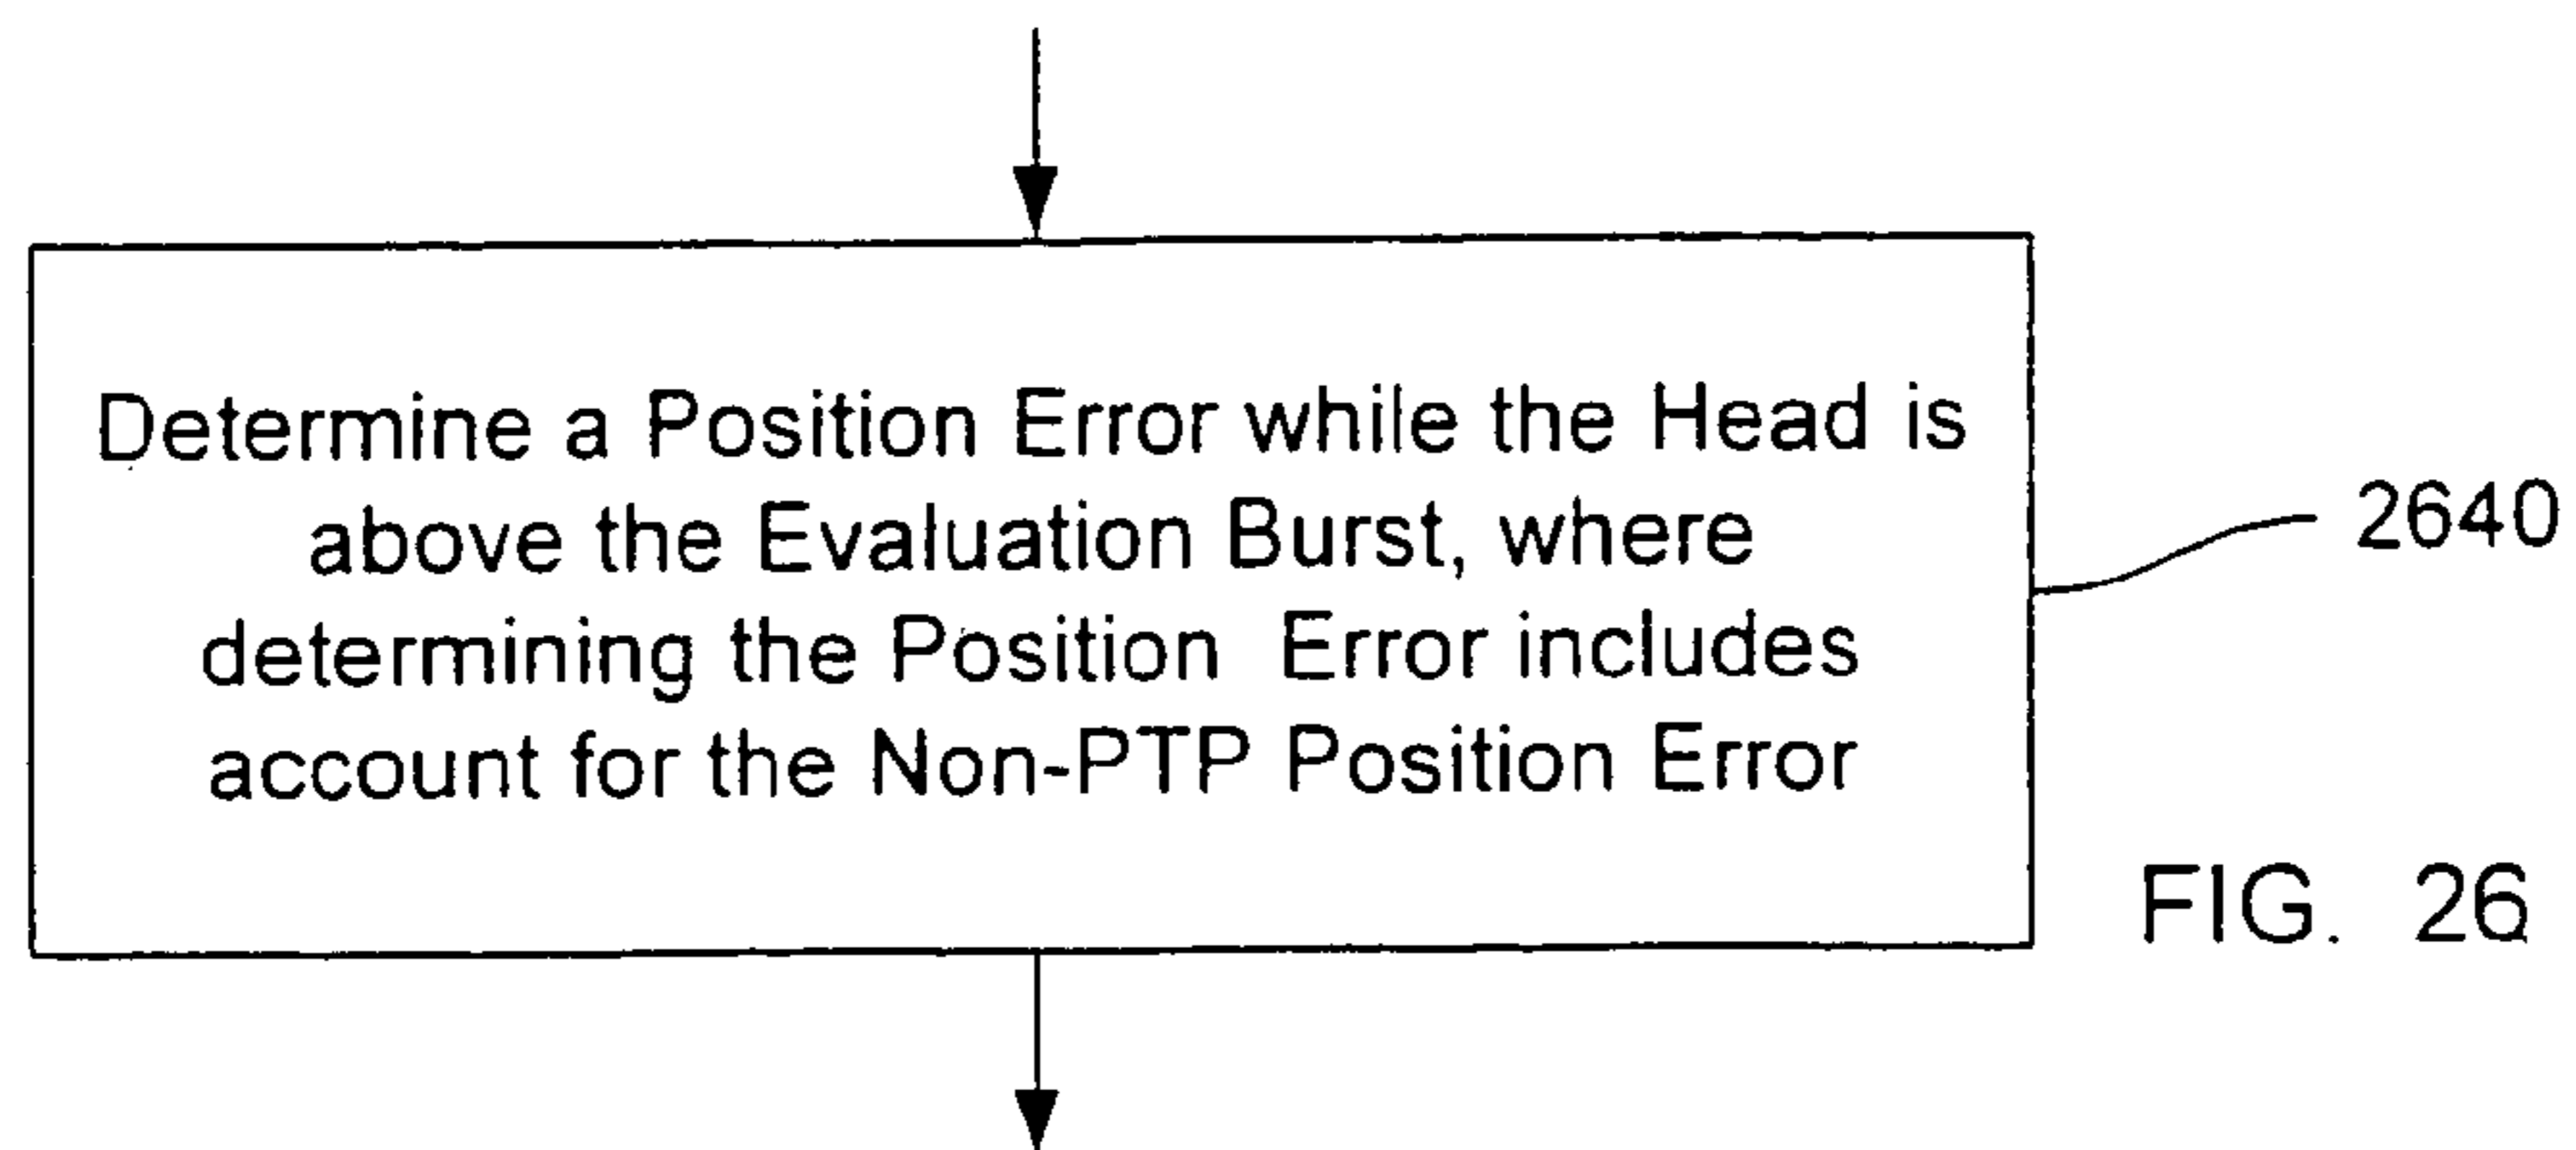 Determine a Position Error while the Head is
above the Evaluation Burst, where
determining the Position Error includes
account for the Non-PTP Position Error
2640
FIG. 26